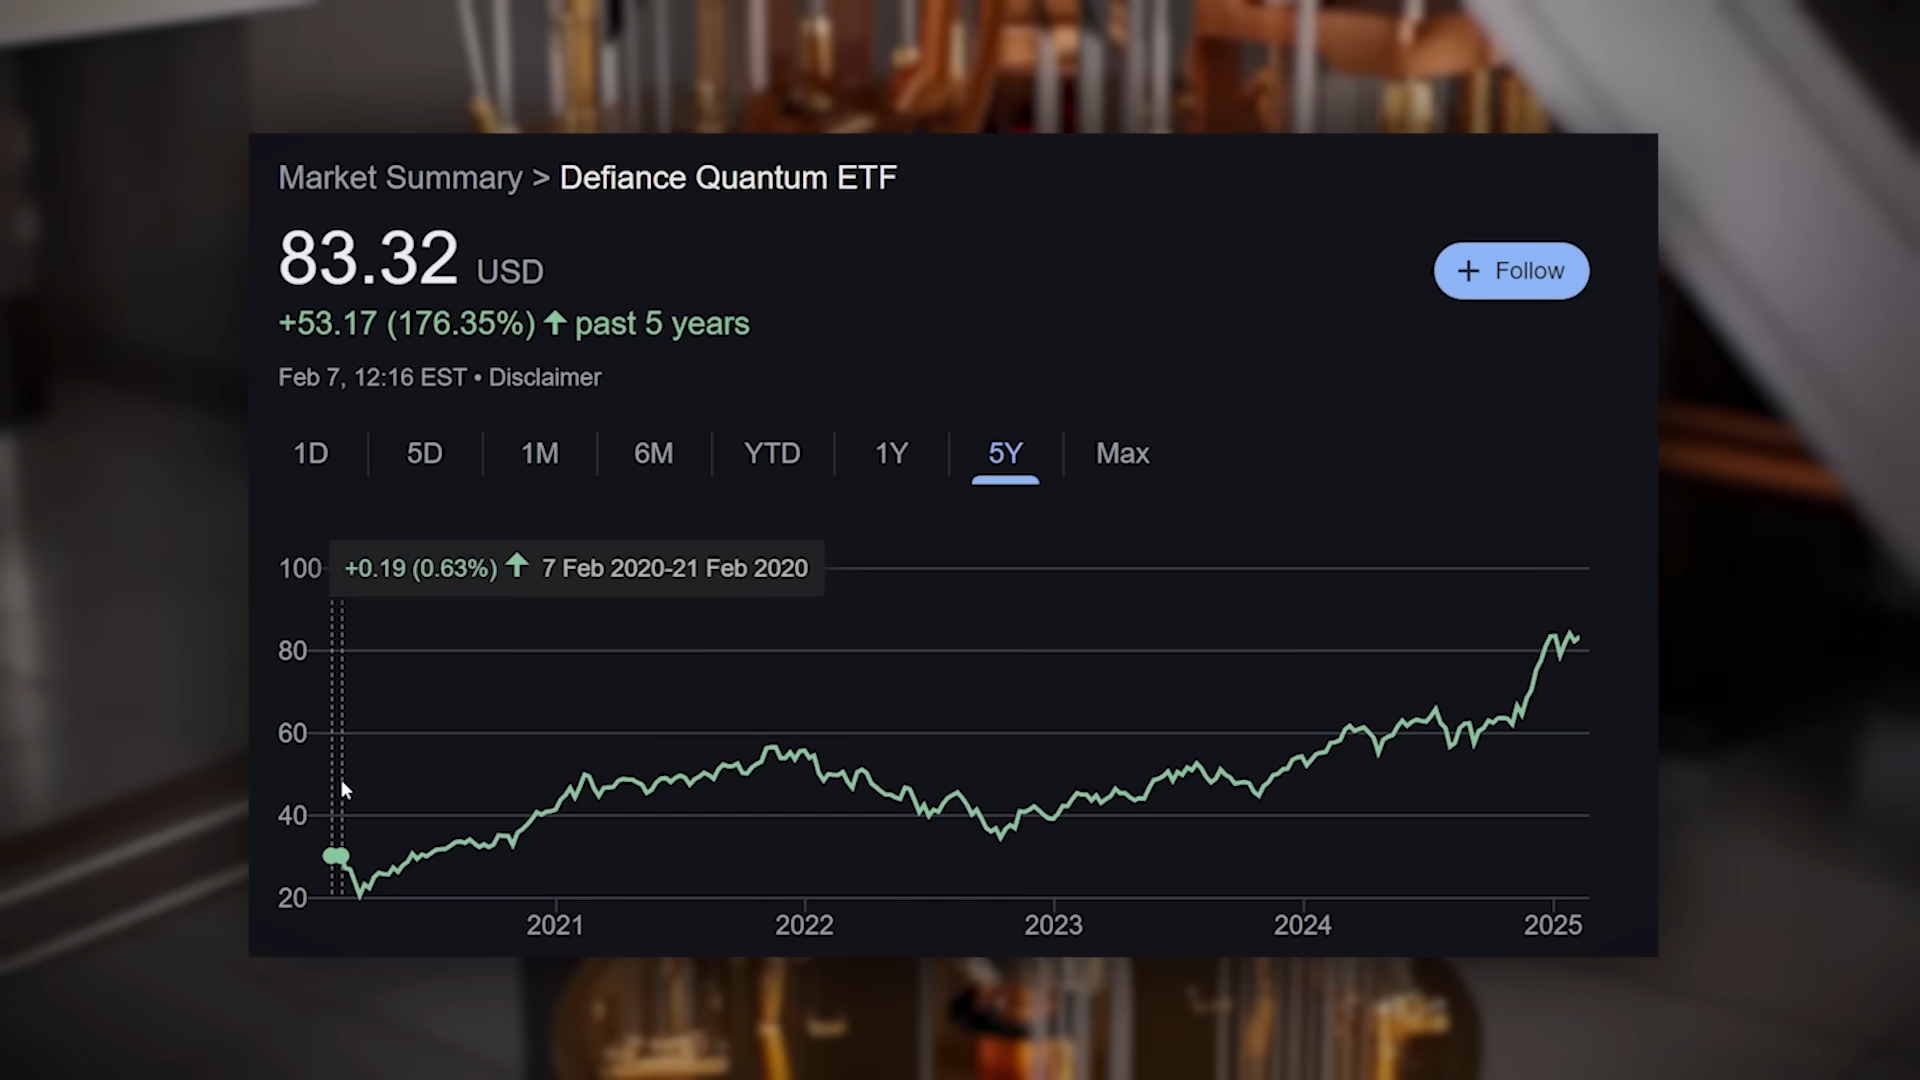 Market Summary > Defiance Quantum ETF
83.32 USD
+ Follow
+53.17 (176.35%) ↑ past 5 years
Feb 7, 12:16 EST • Disclaimer
1D 5D 1M 6M YTD 1Y 5Y Max
100 +0.19 (0.63%) ↑ 7 Feb 2020-21 Feb 2020
80
60
40
20
2021 2022 2023 2024 2025